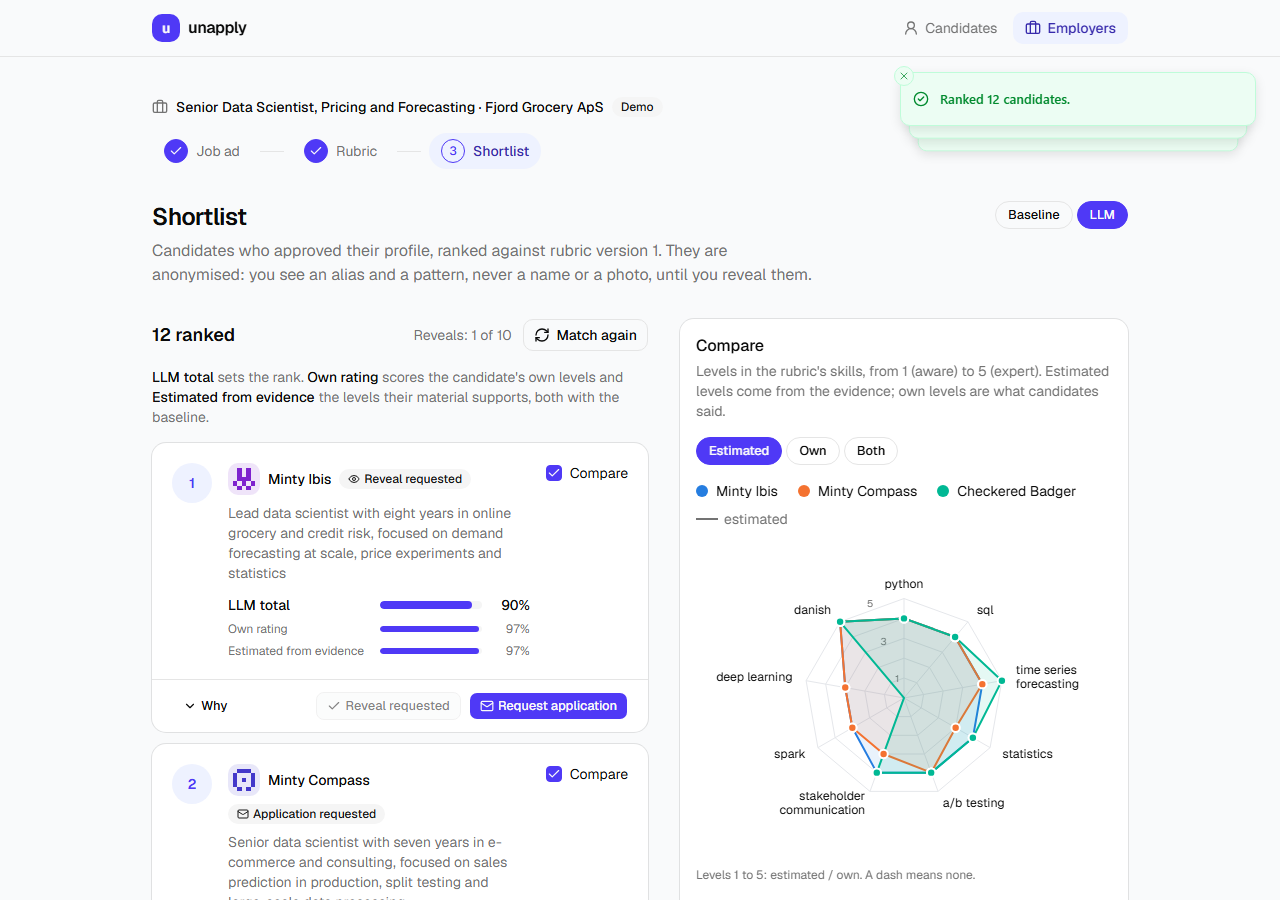 u unapply
Candidates
Employers
Ranked 12 candidates.
Senior Data Scientist, Pricing and Forecasting · Fjord Grocery ApS
Demo
Job ad
Rubric
3 Shortlist
Shortlist
Baseline
LLM
Candidates who approved their profile, ranked against rubric version 1. They are
anonymised: you see an alias and a pattern, never a name or a photo, until you reveal them.
12 ranked
Reveals: 1 of 10
Match again
LLM total sets the rank. Own rating scores the candidate's own levels and
Estimated from evidence the levels their material supports, both with the
baseline.
1
Minty Ibis
Reveal requested
Compare
Lead data scientist with eight years in online
grocery and credit risk, focused on demand
forecasting at scale, price experiments and
statistics
LLM total 90%
Own rating 97%
Estimated from evidence 97%
Why
Reveal requested
Request application
2
Minty Compass
Compare
Application requested
Senior data scientist with seven years in e-
commerce and consulting, focused on sales
prediction in production, split testing and
Compare
Levels in the rubric's skills, from 1 (aware) to 5 (expert). Estimated
levels come from the evidence; own levels are what candidates
said.
Estimated
Own
Both
Minty Ibis
Minty Compass
Checkered Badger
estimated
python
5
danish
sql
3
deep learning
1
time series
forecasting
spark
statistics
stakeholder
communication
a/b testing
Levels 1 to 5: estimated / own. A dash means none.